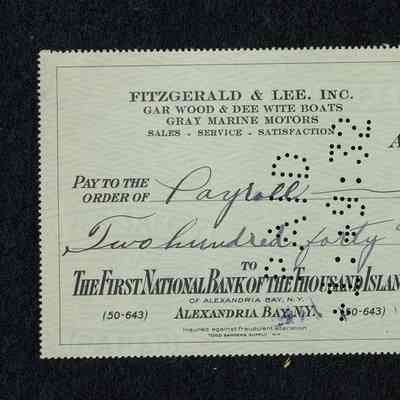 FITZGERALD & LEE, INC.
GAR WOOD & DEE WITE BOATS
GRAY MARINE MOTORS
SALES - SERVICE - SATISFACTION
A
PAY TO THE ORDER OF Payroll
Two hundred forty
TO
THE FIRST NATIONAL BANK OF THE THOUSAND ISLAN
OF ALEXANDRIA BAY, N.Y.
(50-643) ALEXANDRIA BAY, N.Y. (50-643)
Insured against fraudulent alteration